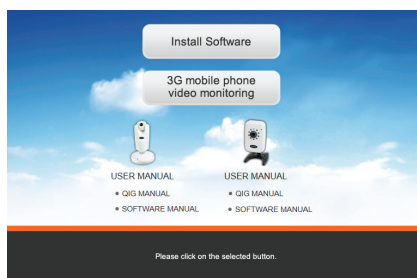 Install Software
3G mobile phone
video monitoring
USER MANUAL
• QIG MANUAL
• SOFTWARE MANUAL
USER MANUAL
• QIG MANUAL
• SOFTWARE MANUAL
Please click on the selected button.